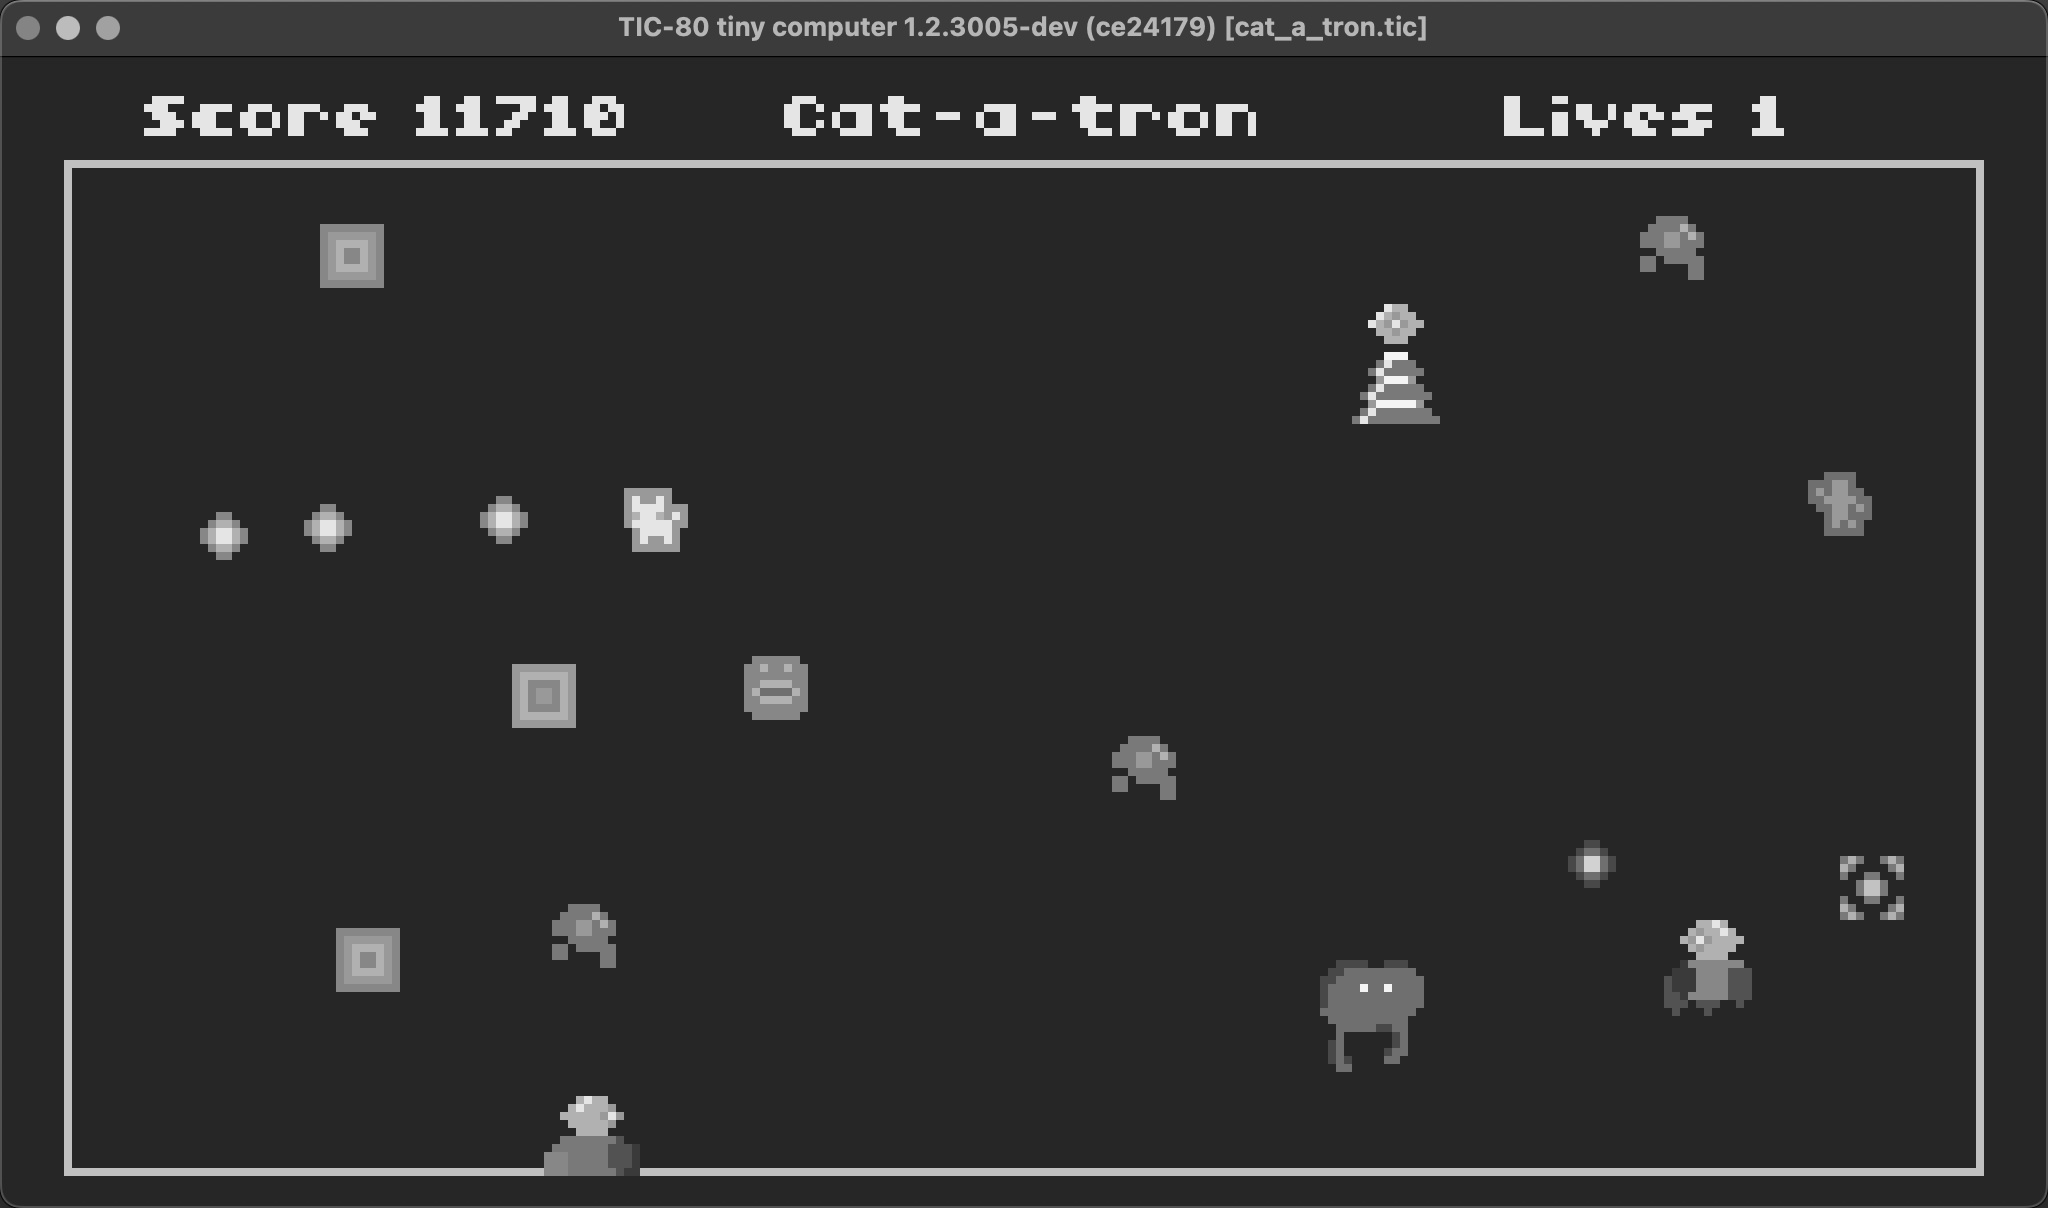 TIC-80 tiny computer 1.2.3005-dev (ce24179) [cat_a_tron.tic]
Score 11710 Cat-a-tron Lives 1